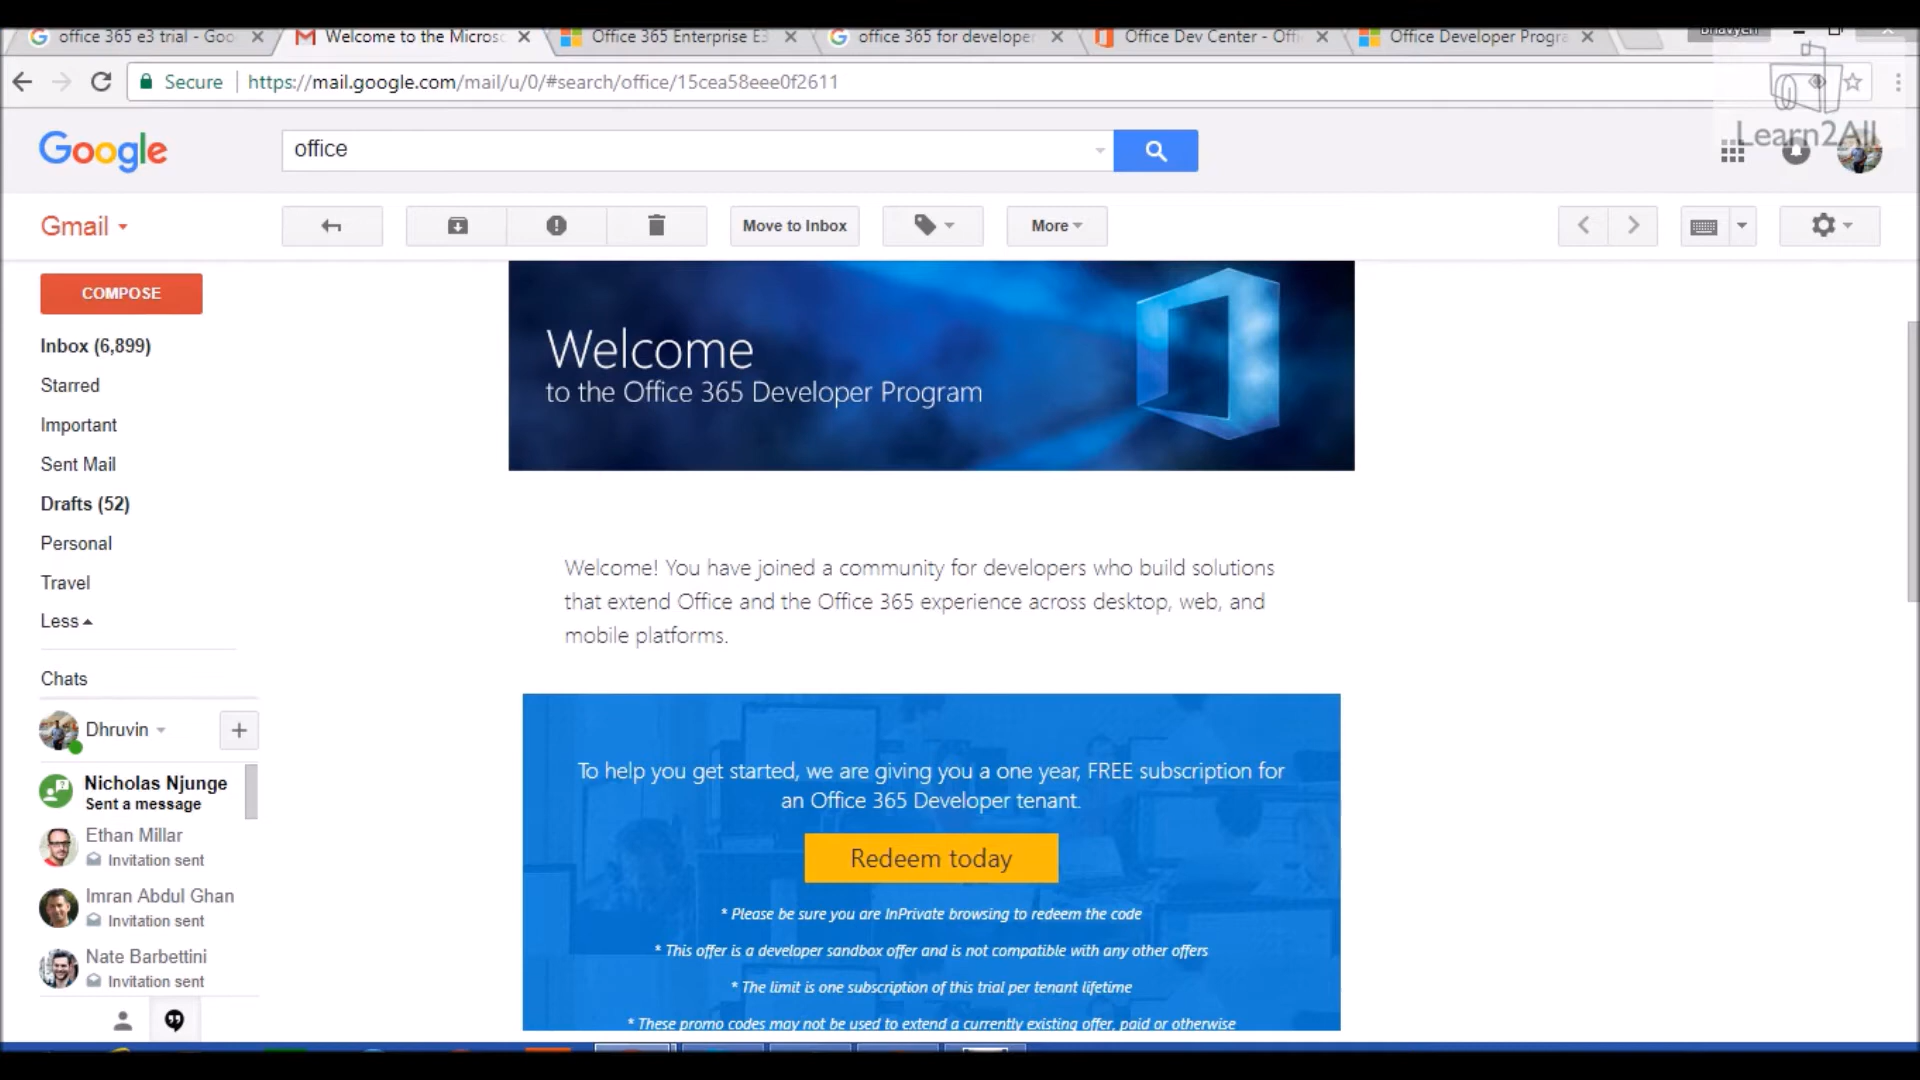 office 365 e3 trial - Goo
Welcome to the Microso
Office 365 Enterprise E3
office 365 for developer
Office Dev Center - Offi
Office Developer Progra
Secure
https://mail.google.com/mail/u/0/#search/office/15cea58eee0f2611
Learn2All
Google
office
Gmail
Move to Inbox
More
COMPOSE
Inbox (6,899)
Starred
Important
Sent Mail
Drafts (52)
Personal
Travel
Less
Chats
Dhruvin
Nicholas Njunge
Sent a message
Ethan Millar
Invitation sent
Imran Abdul Ghan
Invitation sent
Nate Barbettini
Invitation sent
Welcome
to the Office 365 Developer Program
Welcome! You have joined a community for developers who build solutions
that extend Office and the Office 365 experience across desktop, web, and
mobile platforms.
To help you get started, we are giving you a one year, FREE subscription for
an Office 365 Developer tenant.
Redeem today
* Please be sure you are InPrivate browsing to redeem the code
* This offer is a developer sandbox offer and is not compatible with any other offers
* The limit is one subscription of this trial per tenant lifetime
* These promo codes may not be used to extend a currently existing offer, paid or otherwise